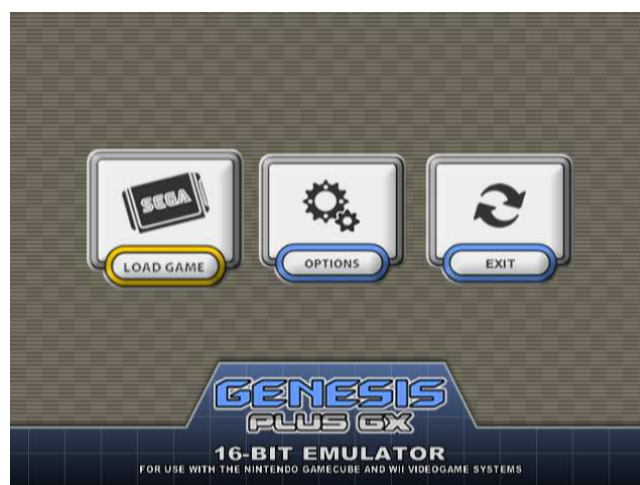 SEGA
LOAD GAME
OPTIONS
EXIT
GENESIS
PLUS GX
16-BIT EMULATOR
FOR USE WITH THE NINTENDO GAMECUBE AND WII VIDEOGAME SYSTEMS